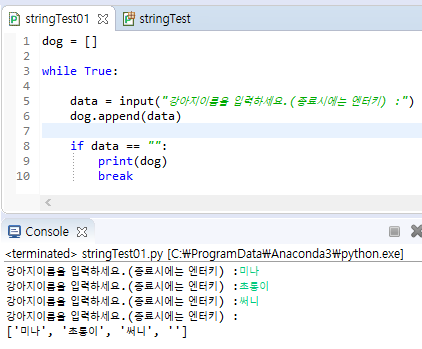 stringTest01 stringTest
1 dog = []
2
3 while True:
4
5 data = input("강아지이름을 입력하세요.(종료시에는 엔터키) :")
6 dog.append(data)
7
8 if data == "":
9 print(dog)
10 break
Console
<terminated> stringTest01.py [C:₩ProgramData₩Anaconda3₩python.exe]
강아지이름을 입력하세요.(종료시에는 엔터키) :미나
강아지이름을 입력하세요.(종료시에는 엔터키) :초롱이
강아지이름을 입력하세요.(종료시에는 엔터키) :써니
강아지이름을 입력하세요.(종료시에는 엔터키) :
['미나', '초롱이', '써니', '']